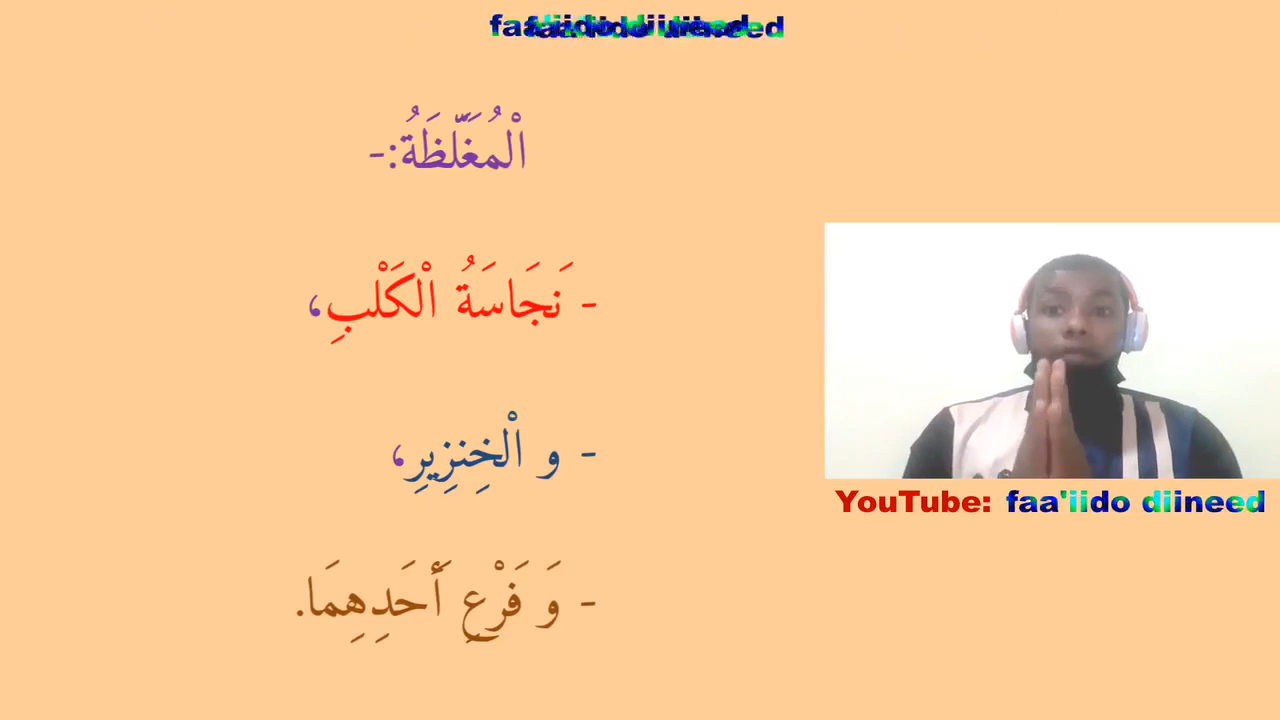 faa'iido diineed
الْمُغَلَّظَةُ:-
- نَجَاسَةُ الْكَلْبِ،
- و الْخِنزِيرِ،
- وَ فَرْعِ أَحَدِهِمَا.
YouTube: faa'iido diineed